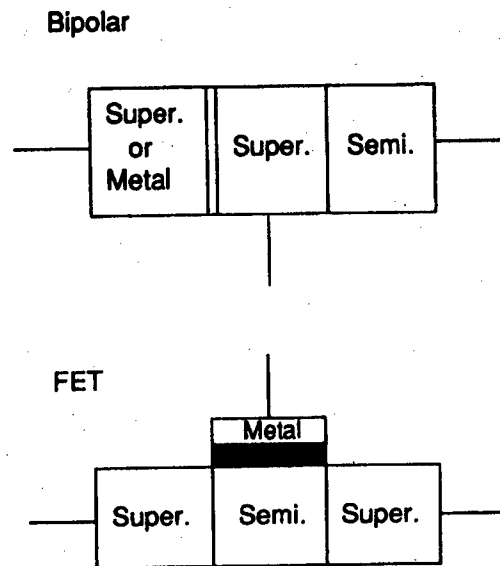 Bipolar
Super.
or
Metal
Super.
Semi.
FET
Metal
Super.
Semi.
Super.